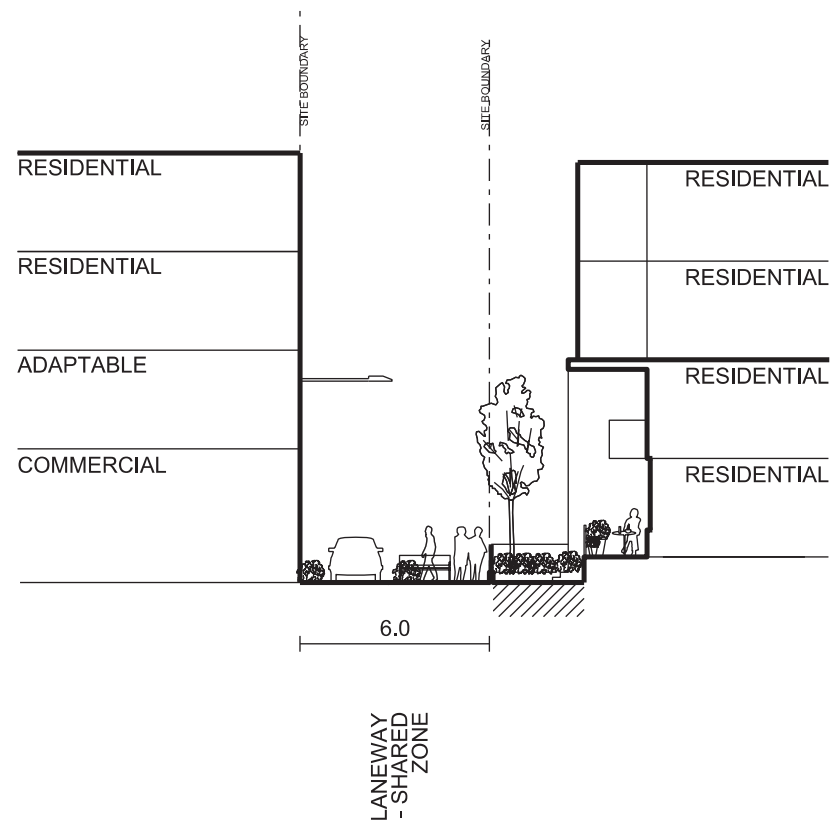 SITE BOUNDARY
SITE BOUNDARY
RESIDENTIAL
RESIDENTIAL
ADAPTABLE
COMMERCIAL
RESIDENTIAL
RESIDENTIAL
RESIDENTIAL
RESIDENTIAL
6.0
LANEWAY
- SHARED
ZONE